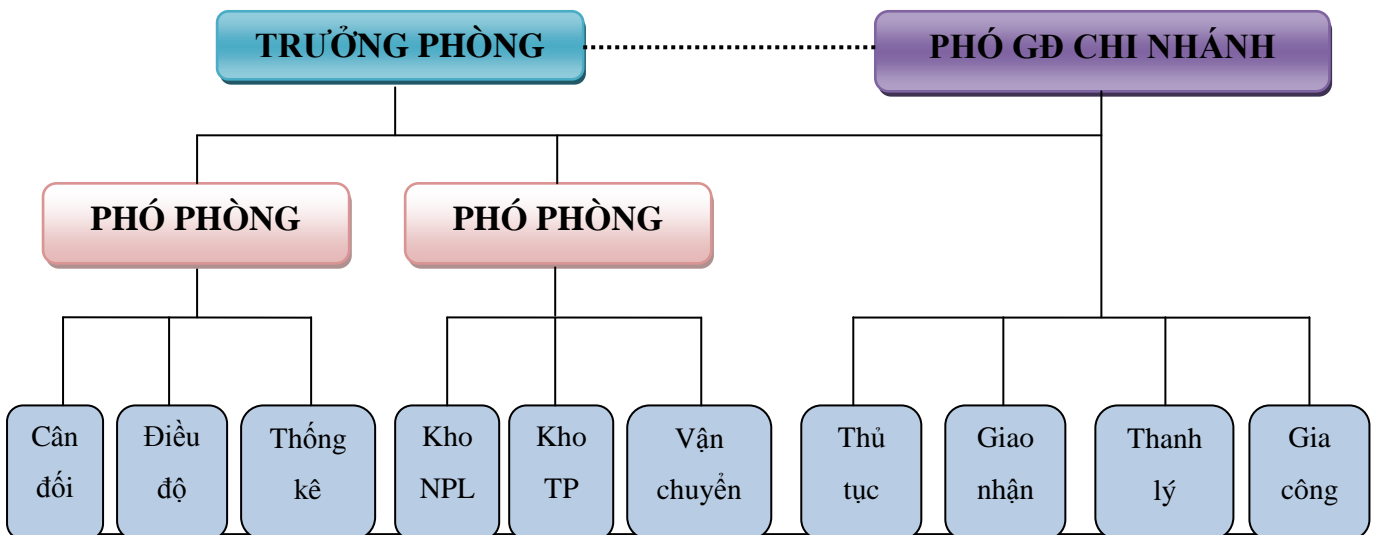 TRƯỞNG PHÒNG
PHÓ GĐ CHI NHÁNH
PHÓ PHÒNG
PHÓ PHÒNG
Cân
đối
Điều
độ
Thống
kê
Kho
NPL
Kho
TP
Vận
chuyển
Thủ
tục
Giao
nhận
Thanh
lý
Gia
công